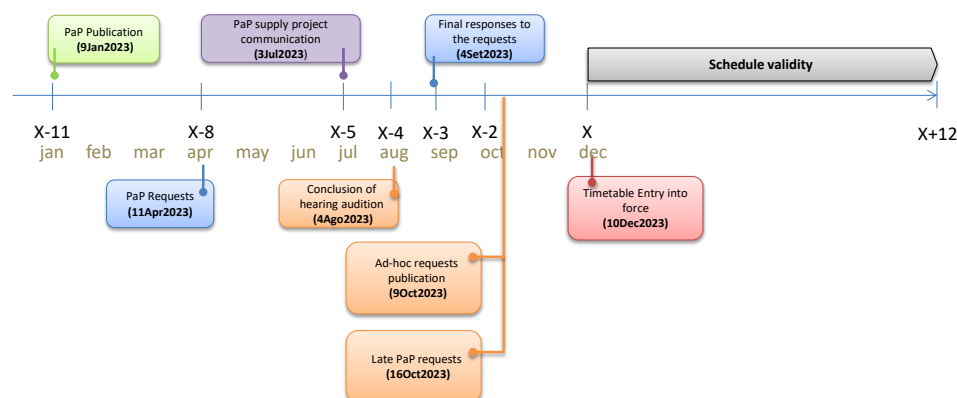 PaP Publication
(9Jan2023)
PaP supply project
communication
(3Jul2023)
Final responses to
the requests
(4Set2023)
Schedule validity
X-11
X-8
X-5
X-4
X-3
X-2
X
X+12
jan
feb
mar
apr
may
jun
jul
aug
sep
oct
nov
dec
PaP Requests
(11Apr2023)
Conclusion of
hearing audition
(4Ago2023)
Timetable Entry into
force
(10Dec2023)
Ad-hoc requests
publication
(9Oct2023)
Late PaP requests
(16Oct2023)